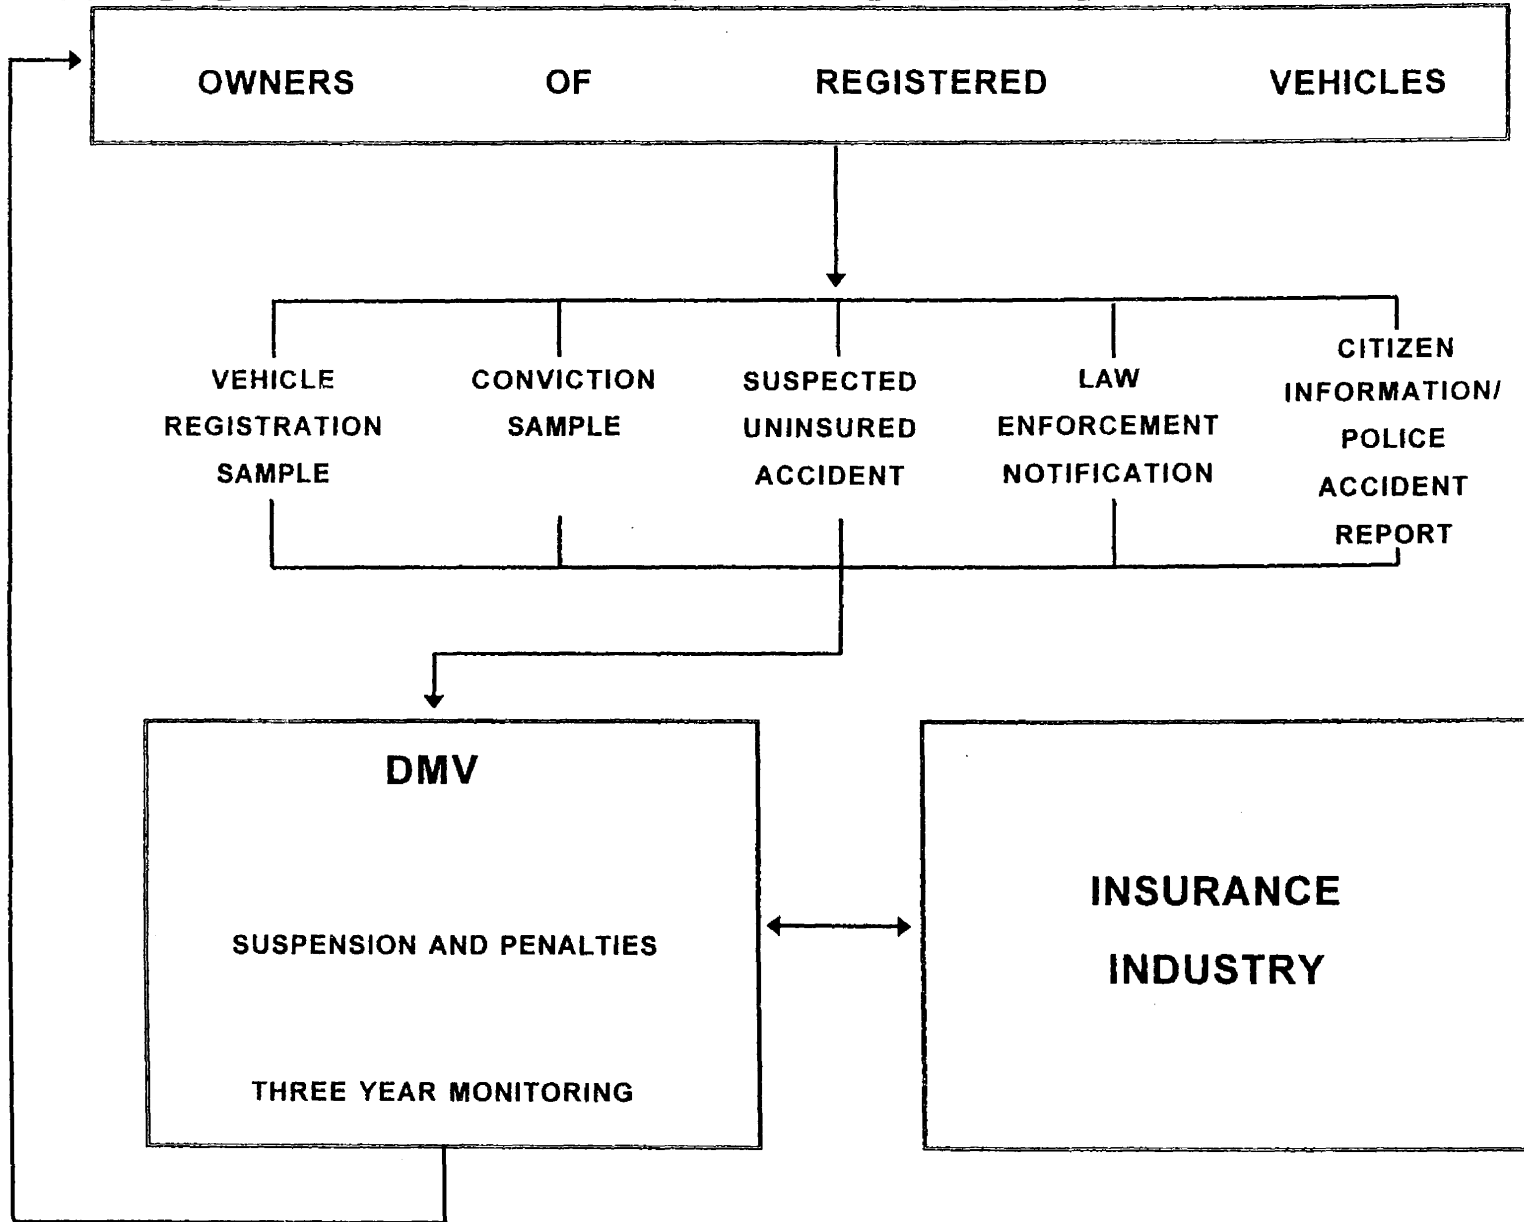 OWNERS OF REGISTERED VEHICLES
VEHICLE
REGISTRATION
SAMPLE
CONVICTION
SAMPLE
SUSPECTED
UNINSURED
ACCIDENT
LAW
ENFORCEMENT
NOTIFICATION
CITIZEN
INFORMATION/
POLICE
ACCIDENT
REPORT
DMV
SUSPENSION AND PENALTIES
THREE YEAR MONITORING
INSURANCE
INDUSTRY